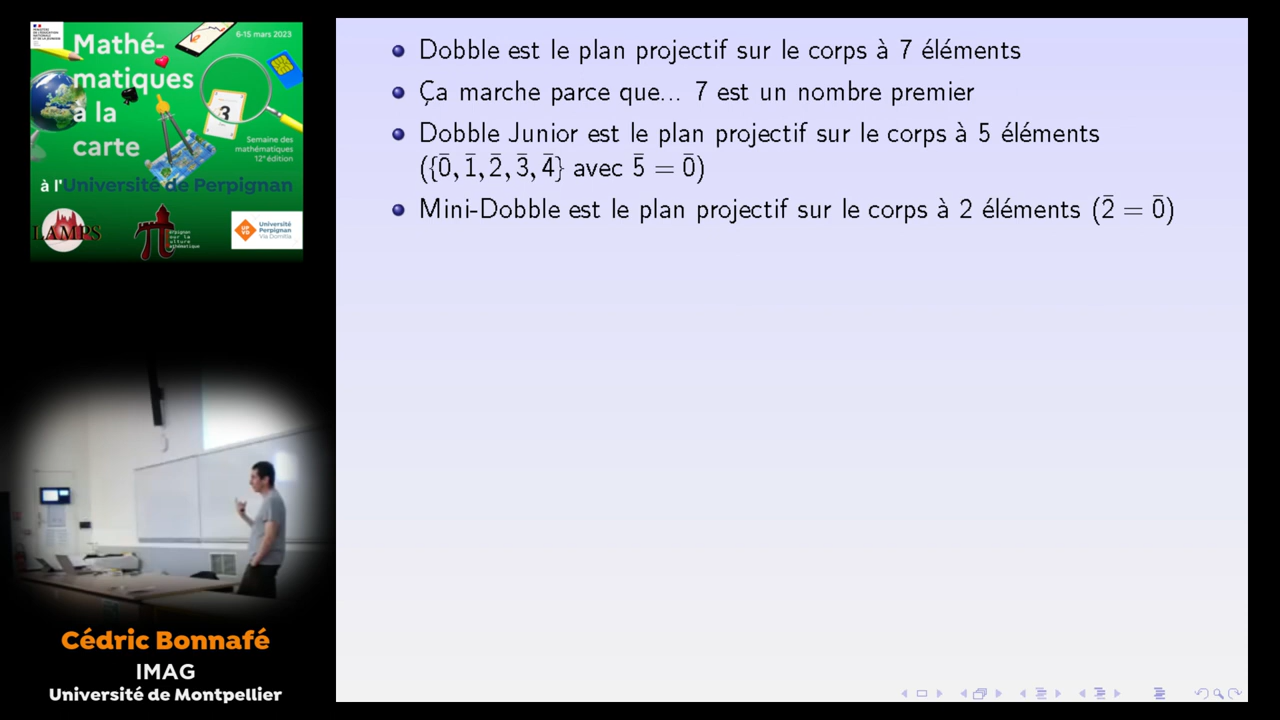 6-15 mars 2023
Mathé-
matiques
à la
carte
3
Semaine des
mathématiques
12e édition
à l'Université de Perpignan
LAMPS
UP
VD
Université
Perpignan
Via Domitia
• Dobble est le plan projectif sur le corps à 7 éléments
• Ça marche parce que... 7 est un nombre premier
• Dobble Junior est le plan projectif sur le corps à 5 éléments
({0̄, 1̄, 2̄, 3̄, 4̄} avec 5̄ = 0̄)
• Mini-Dobble est le plan projectif sur le corps à 2 éléments (2̄ = 0̄)
Cédric Bonnafé
IMAG
Université de Montpellier